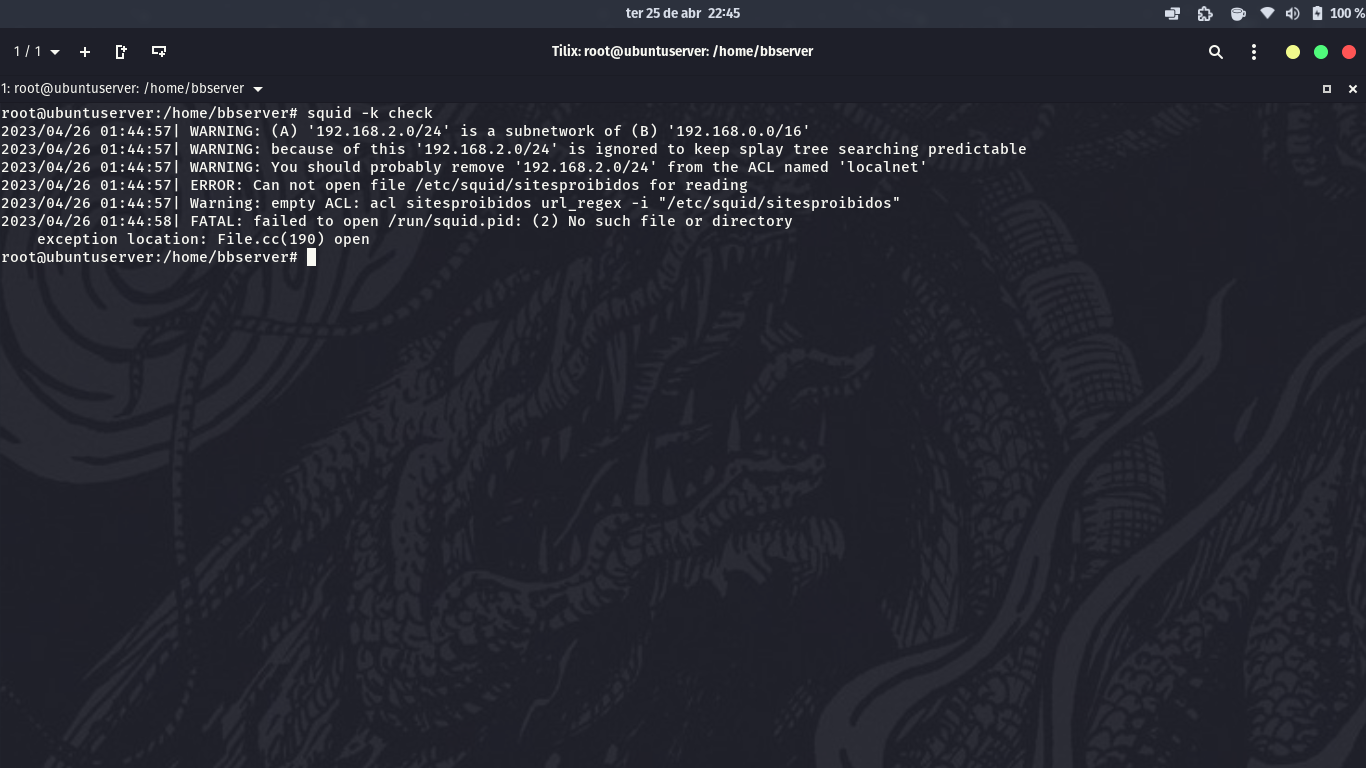 ter 25 de abr 22:45
100 %
1 / 1
Tilix: root@ubuntuserver: /home/bbserver
1: root@ubuntuserver: /home/bbserver
root@ubuntuserver:/home/bbserver# squid -k check
2023/04/26 01:44:57| WARNING: (A) '192.168.2.0/24' is a subnetwork of (B) '192.168.0.0/16'
2023/04/26 01:44:57| WARNING: because of this '192.168.2.0/24' is ignored to keep splay tree searching predictable
2023/04/26 01:44:57| WARNING: You should probably remove '192.168.2.0/24' from the ACL named 'localnet'
2023/04/26 01:44:57| ERROR: Can not open file /etc/squid/sitesproibidos for reading
2023/04/26 01:44:57| Warning: empty ACL: acl sitesproibidos url_regex -i "/etc/squid/sitesproibidos"
2023/04/26 01:44:58| FATAL: failed to open /run/squid.pid: (2) No such file or directory
    exception location: File.cc(190) open
root@ubuntuserver:/home/bbserver#